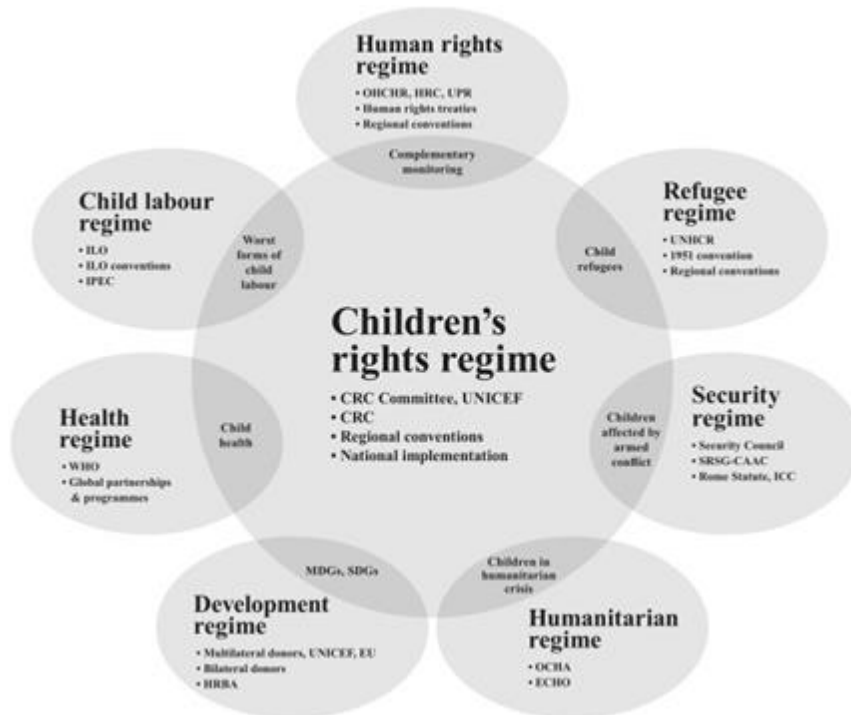 Human rights
regime
• OHCHR, HRC, UPR
• Human rights treaties
• Regional conventions
Complementary
monitoring
Child labour
regime
• ILO
• ILO conventions
• IPEC
Worst
forms of
child
labour
Refugee
regime
• UNHCR
• 1951 convention
• Regional conventions
Child
refugees
Children's
rights regime
• CRC Committee, UNICEF
• CRC
• Regional conventions
• National implementation
Health
regime
• WHO
• Global partnerships
& programmes
Child
health
Security
regime
• Security Council
• SRSG-CAAC
• Rome Statute, ICC
Children
affected by
armed
conflict
MDGs, SDGs
Development
regime
• Multilateral donors, UNICEF, EU
• Bilateral donors
• HRBA
Children in
humanitarian
crisis
Humanitarian
regime
• OCHA
• ECHO